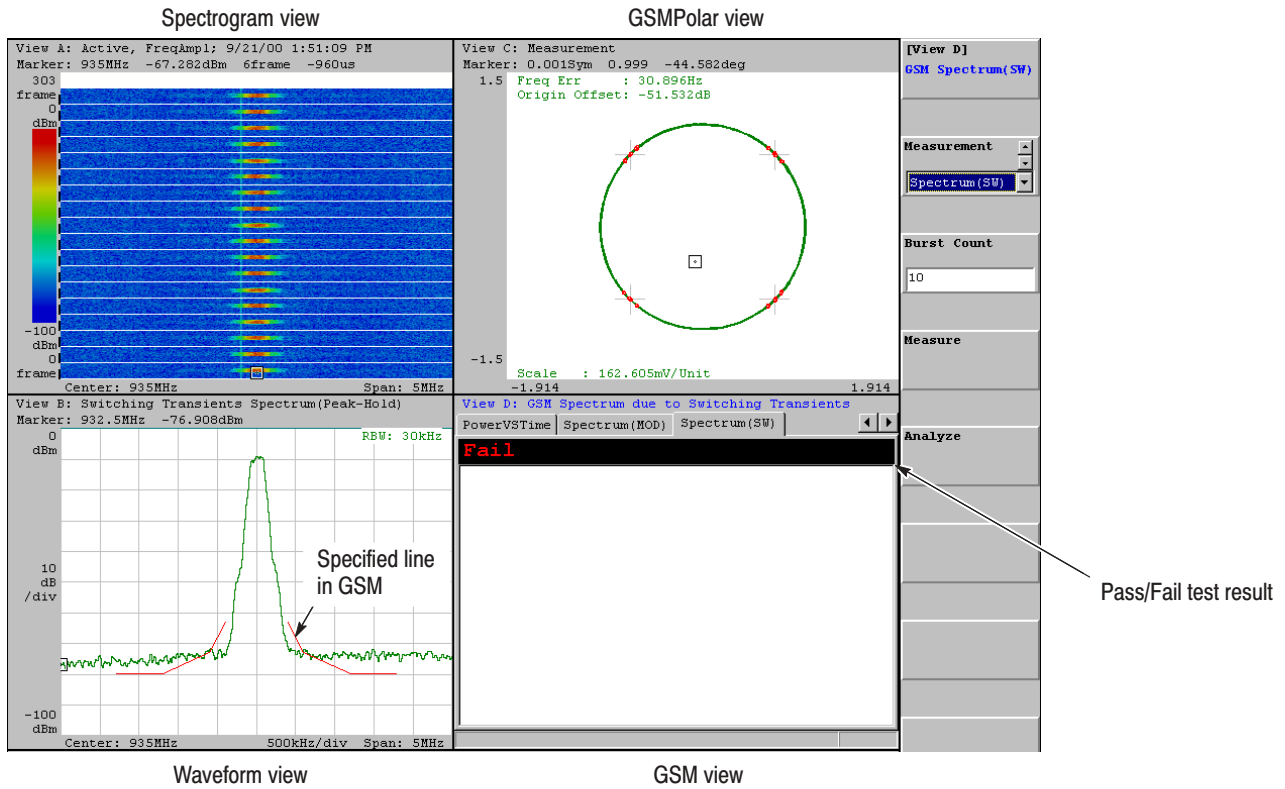 Spectrogram view
GSMPolar view
View A: Active, FreqAmpl; 9/21/00 1:51:09 PM
Marker: 935MHz -67.282dBm 6frame -960us
303
frame
0
dBm
-100
dBm
0
frame
Center: 935MHz Span: 5MHz
View C: Measurement
Marker: 0.001Sym 0.999 -44.582deg
1.5
Freq Err : 30.896Hz
Origin Offset: -51.532dB
-1.5
Scale : 162.605mV/Unit
-1.914 1.914
[View D]
GSM Spectrum(SW)
Measurement
Spectrum(SW)
Burst Count
10
Measure
Analyze
View B: Switching Transients Spectrum(Peak-Hold)
Marker: 932.5MHz -76.908dBm
0
dBm
RBW: 30kHz
10
dB
/div
Specified line
in GSM
-100
dBm
Center: 935MHz 500kHz/div Span: 5MHz
View D: GSM Spectrum due to Switching Transients
PowerVSTime Spectrum(MOD) Spectrum(SW)
Fail
Pass/Fail test result
Waveform view
GSM view